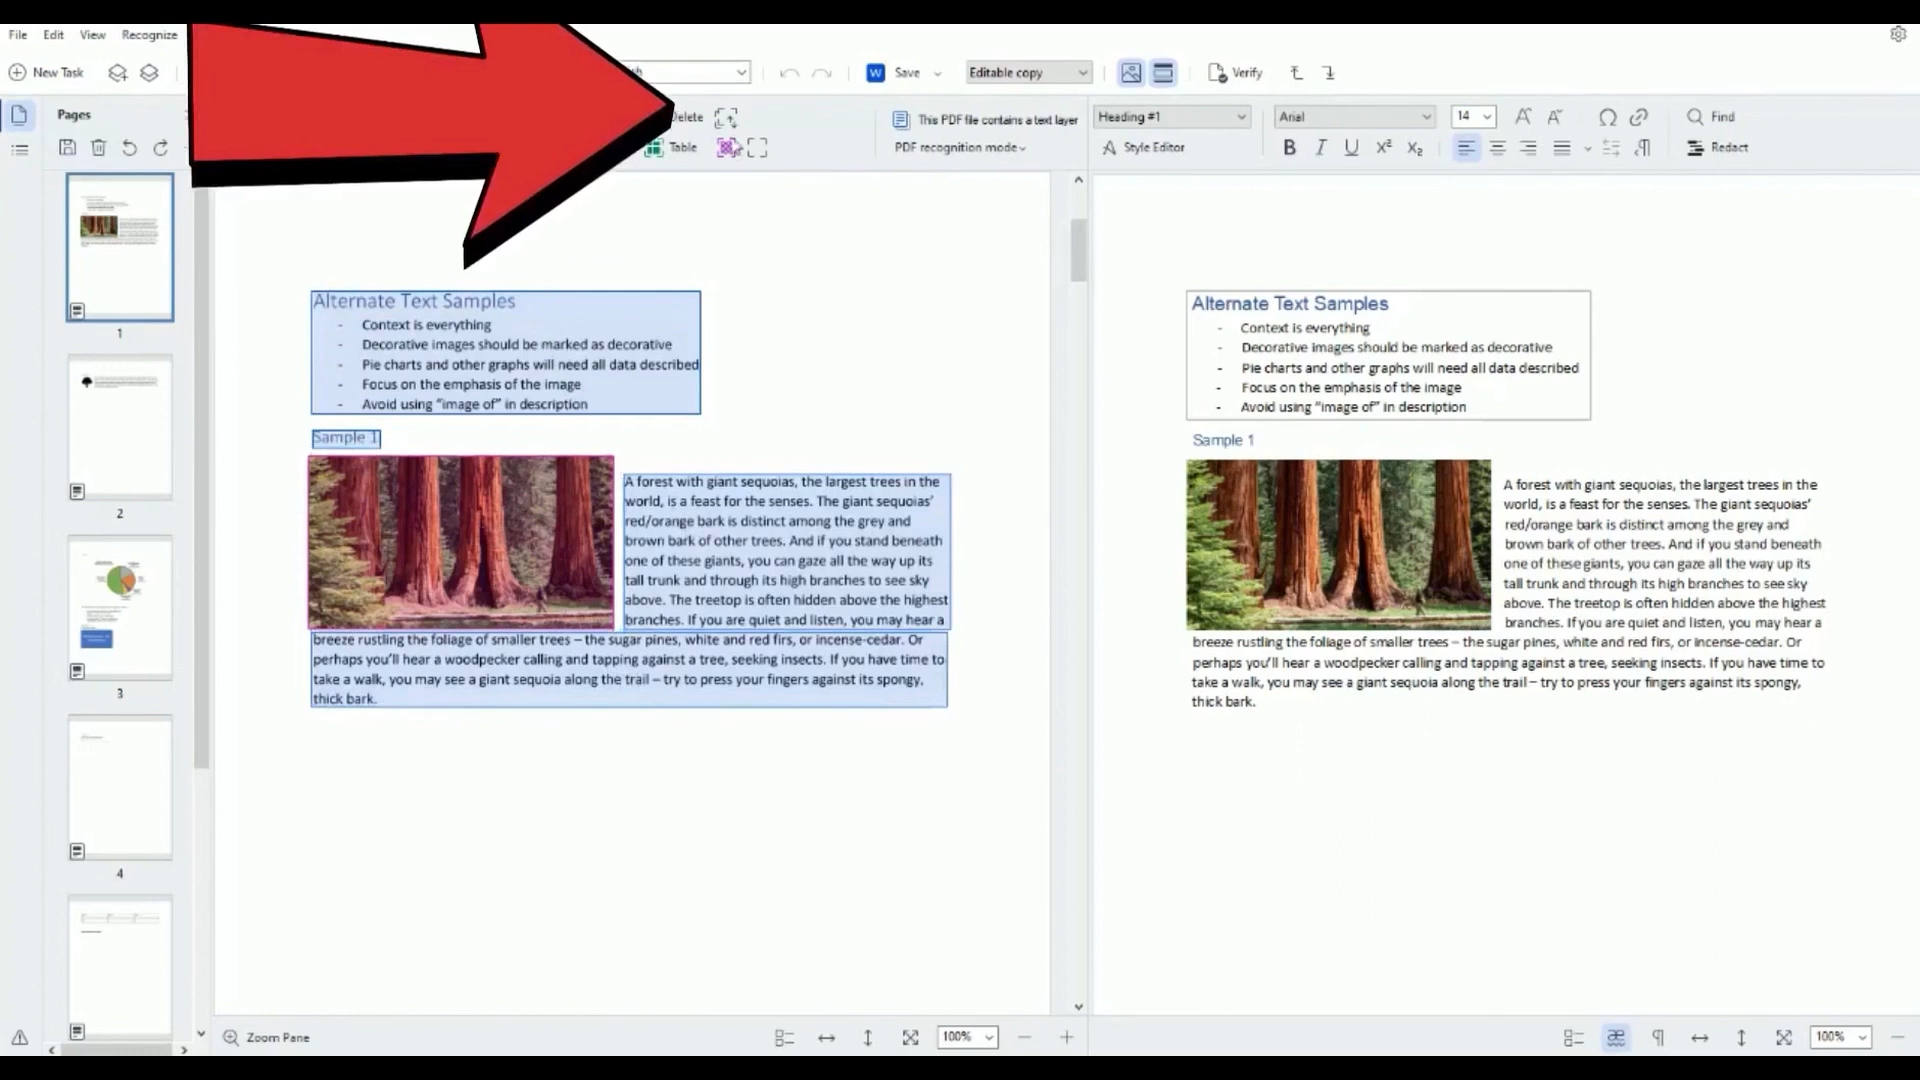 File Edit View Recognize
New Task
Save
Editable copy
Verify
Pages
Delete
This PDF file contains a text layer
Heading #1
Arial
14
Find
Table
PDF recognition mode
Style Editor
B I U X² X₂
Redact
1
2
3
4
Alternate Text Samples
- Context is everything
- Decorative images should be marked as decorative
- Pie charts and other graphs will need all data described
- Focus on the emphasis of the image
- Avoid using “image of” in description
Sample 1
A forest with giant sequoias, the largest trees in the
world, is a feast for the senses. The giant sequoias’
red/orange bark is distinct among the grey and
brown bark of other trees. And if you stand beneath
one of these giants, you can gaze all the way up its
tall trunk and through its high branches to see sky
above. The treetop is often hidden above the highest
branches. If you are quiet and listen, you may hear a
breeze rustling the foliage of smaller trees – the sugar pines, white and red firs, or incense-cedar. Or
perhaps you’ll hear a woodpecker calling and tapping against a tree, seeking insects. If you have time to
take a walk, you may see a giant sequoia along the trail – try to press your fingers against its spongy,
thick bark.
Alternate Text Samples
- Context is everything
- Decorative images should be marked as decorative
- Pie charts and other graphs will need all data described
- Focus on the emphasis of the image
- Avoid using “image of” in description
Sample 1
A forest with giant sequoias, the largest trees in the
world, is a feast for the senses. The giant sequoias’
red/orange bark is distinct among the grey and
brown bark of other trees. And if you stand beneath
one of these giants, you can gaze all the way up its
tall trunk and through its high branches to see sky
above. The treetop is often hidden above the highest
branches. If you are quiet and listen, you may hear a
breeze rustling the foliage of smaller trees – the sugar pines, white and red firs, or incense-cedar. Or
perhaps you’ll hear a woodpecker calling and tapping against a tree, seeking insects. If you have time to
take a walk, you may see a giant sequoia along the trail – try to press your fingers against its spongy,
thick bark.
Zoom Pane
100%
100%